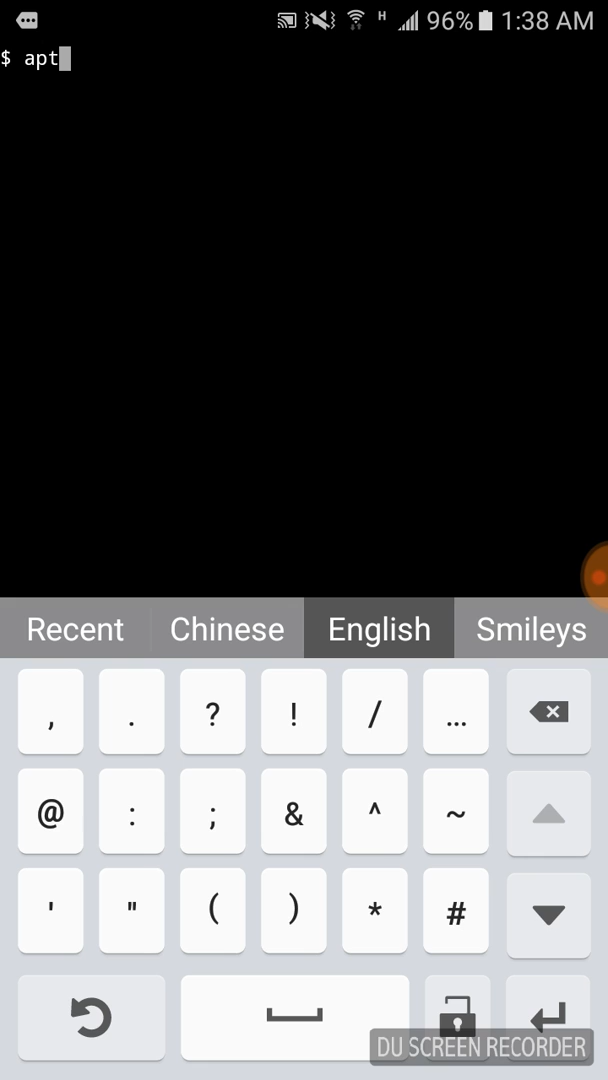 H 96% 1:38 AM
$ apt
Recent Chinese English Smileys
, . ? ! / ...
@ : ; & ^ ~
' " ( ) * #
DU SCREEN RECORDER